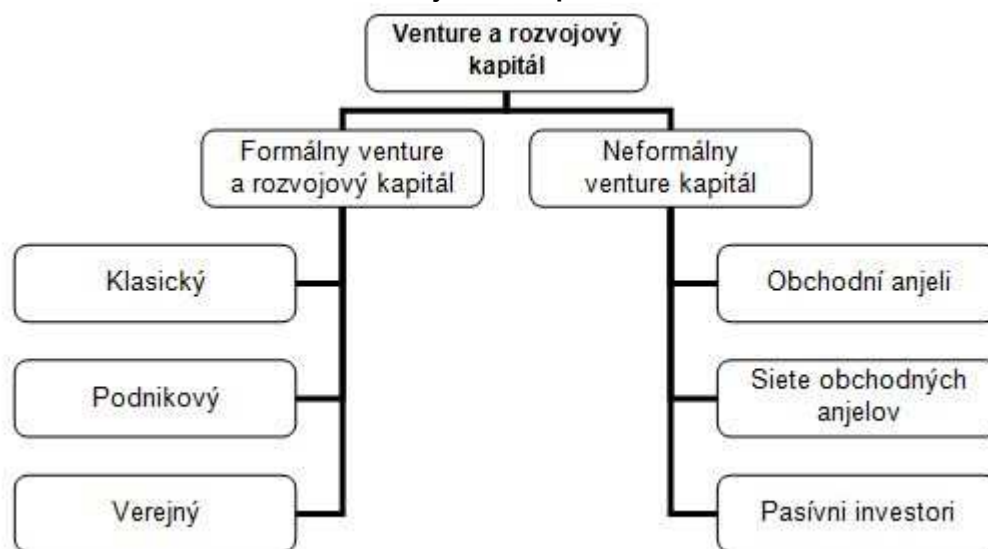 Venture a rozvojový
kapitál
Formálny venture
a rozvojový kapitál
Neformálny
venture kapitál
Klasický
Obchodní anjeli
Podnikový
Siete obchodných
anjelov
Verejný
Pasívni investori